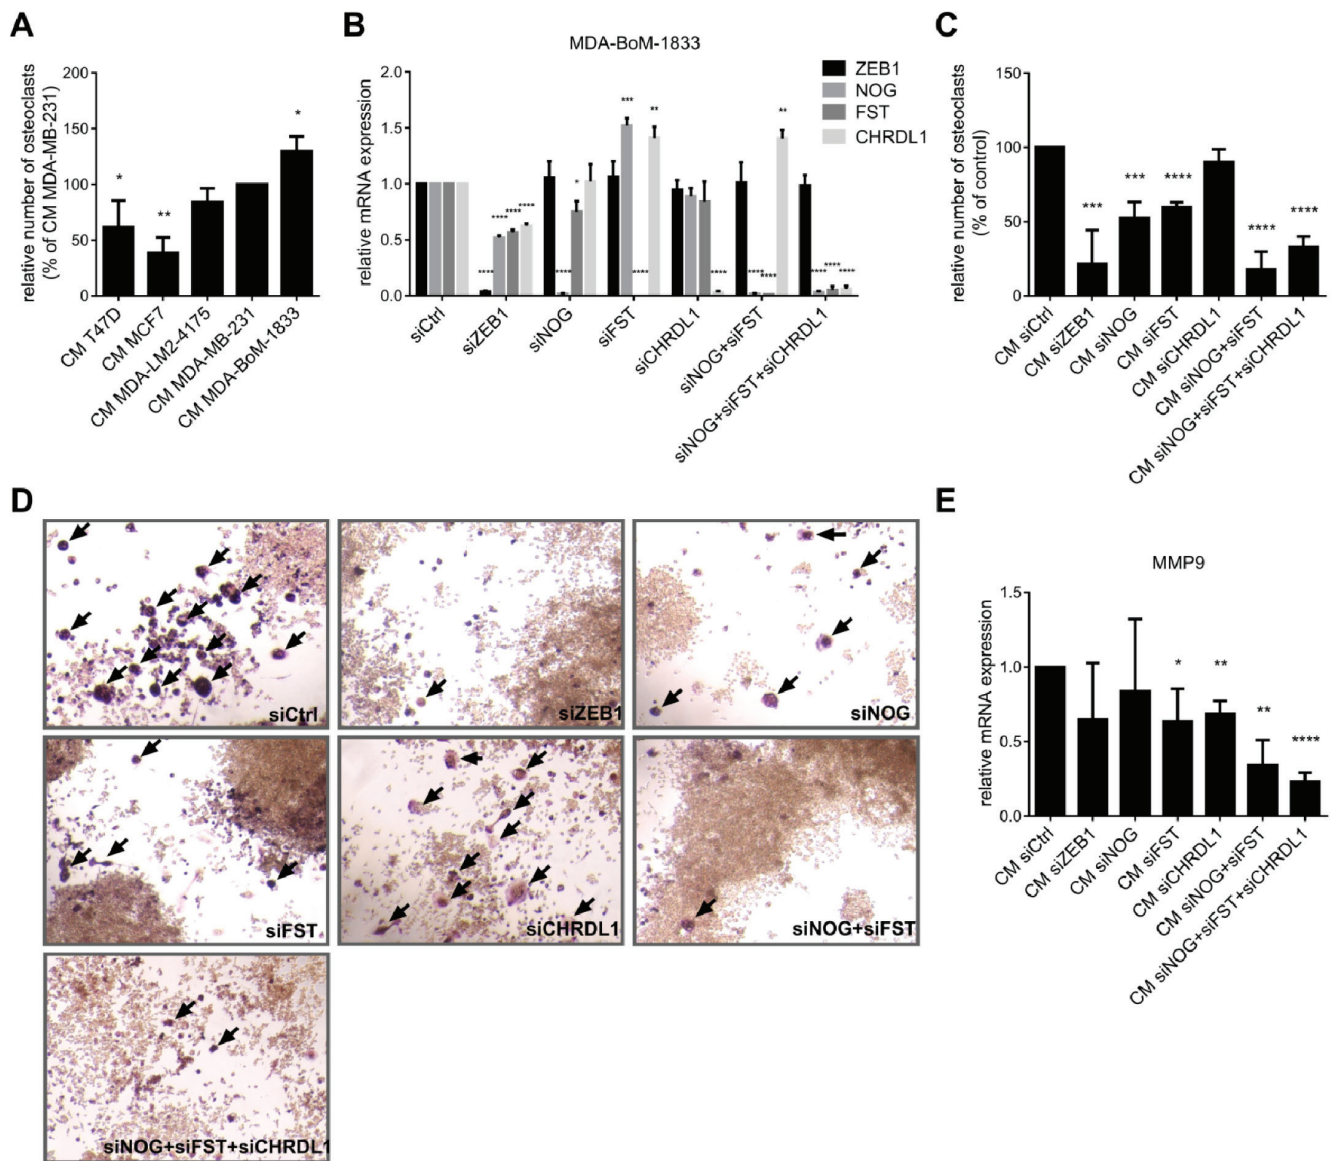 A
relative number of osteoclasts
(% of CM MDA-MB-231)
200
150
100
50
0
*
**
*
CM T47D
CM MCF7
CM MDA-LM2-4175
CM MDA-MB-231
CM MDA-BoM-1833
B
MDA-BoM-1833
relative mRNA expression
2.0
1.5
1.0
0.5
0.0
ZEB1
NOG
FST
CHRDL1
**** **** **** ****
**** *
*** **** **
****
**** **** **
**** **** ****
siCtrl
siZEB1
siNOG
siFST
siCHRDL1
siNOG+siFST
siNOG+siFST+siCHRDL1
C
relative number of osteoclasts
(% of control)
150
100
50
0
***
***
****
****
****
CM siCtrl
CM siZEB1
CM siNOG
CM siFST
CM siCHRDL1
CM siNOG+siFST
CM siNOG+siFST+siCHRDL1
D
siCtrl
siZEB1
siNOG
siFST
siCHRDL1
siNOG+siFST
siNOG+siFST+siCHRDL1
E
MMP9
relative mRNA expression
1.5
1.0
0.5
0.0
*
**
**
****
CM siCtrl
CM siZEB1
CM siNOG
CM siFST
CM siCHRDL1
CM siNOG+siFST
CM siNOG+siFST+siCHRDL1